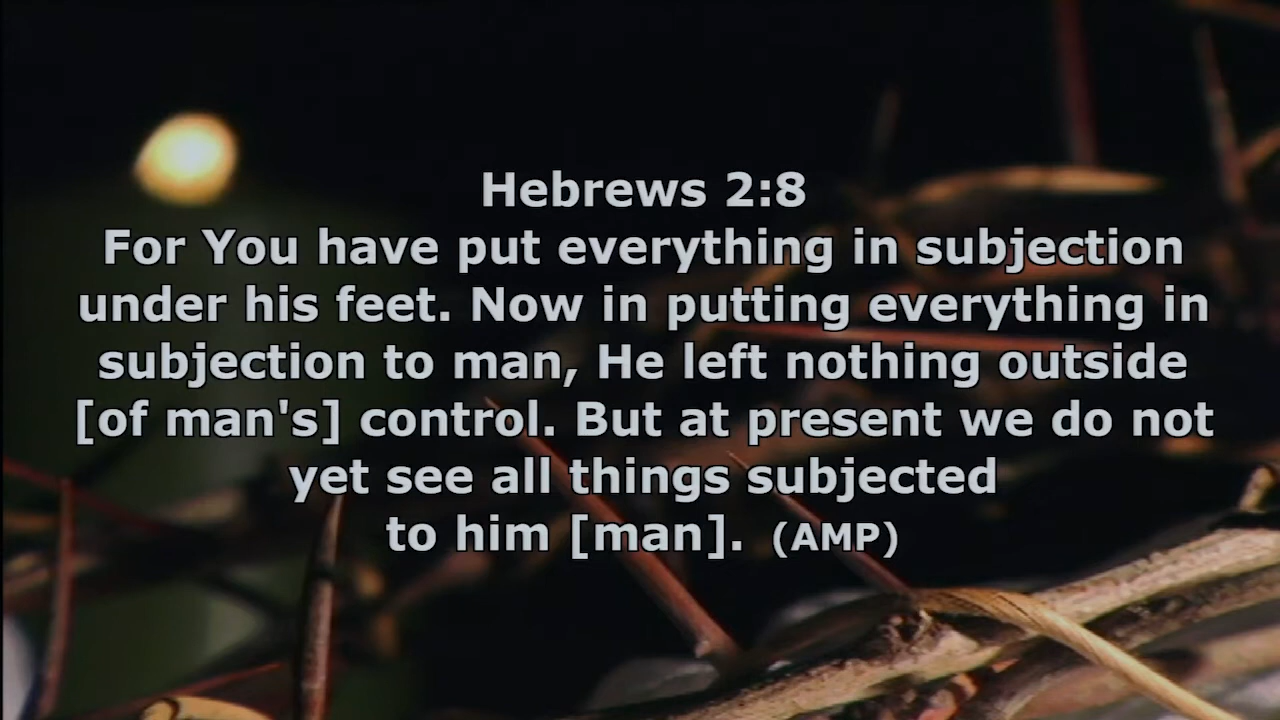 Hebrews 2:8
For You have put everything in subjection
under his feet. Now in putting everything in
subjection to man, He left nothing outside
[of man's] control. But at present we do not
yet see all things subjected
to him [man]. (AMP)